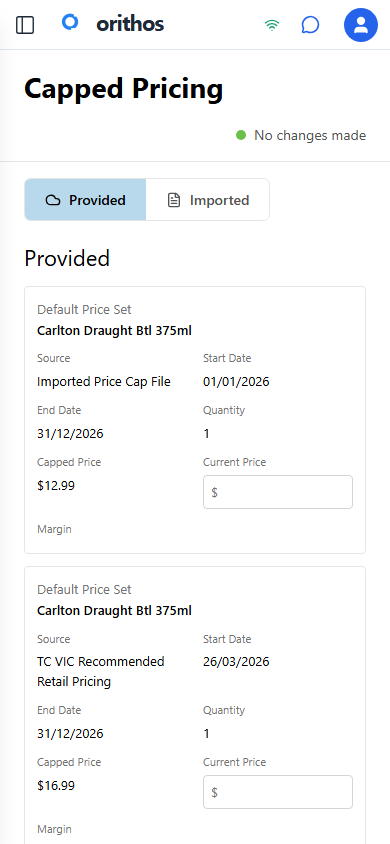 orithos
Capped Pricing
No changes made
Provided
Imported
Provided
Default Price Set
Carlton Draught Btl 375ml
Source
Start Date
Imported Price Cap File
01/01/2026
End Date
Quantity
31/12/2026
1
Capped Price
Current Price
$12.99
$
Margin
Default Price Set
Carlton Draught Btl 375ml
Source
Start Date
TC VIC Recommended
Retail Pricing
26/03/2026
End Date
Quantity
31/12/2026
1
Capped Price
Current Price
$16.99
$
Margin